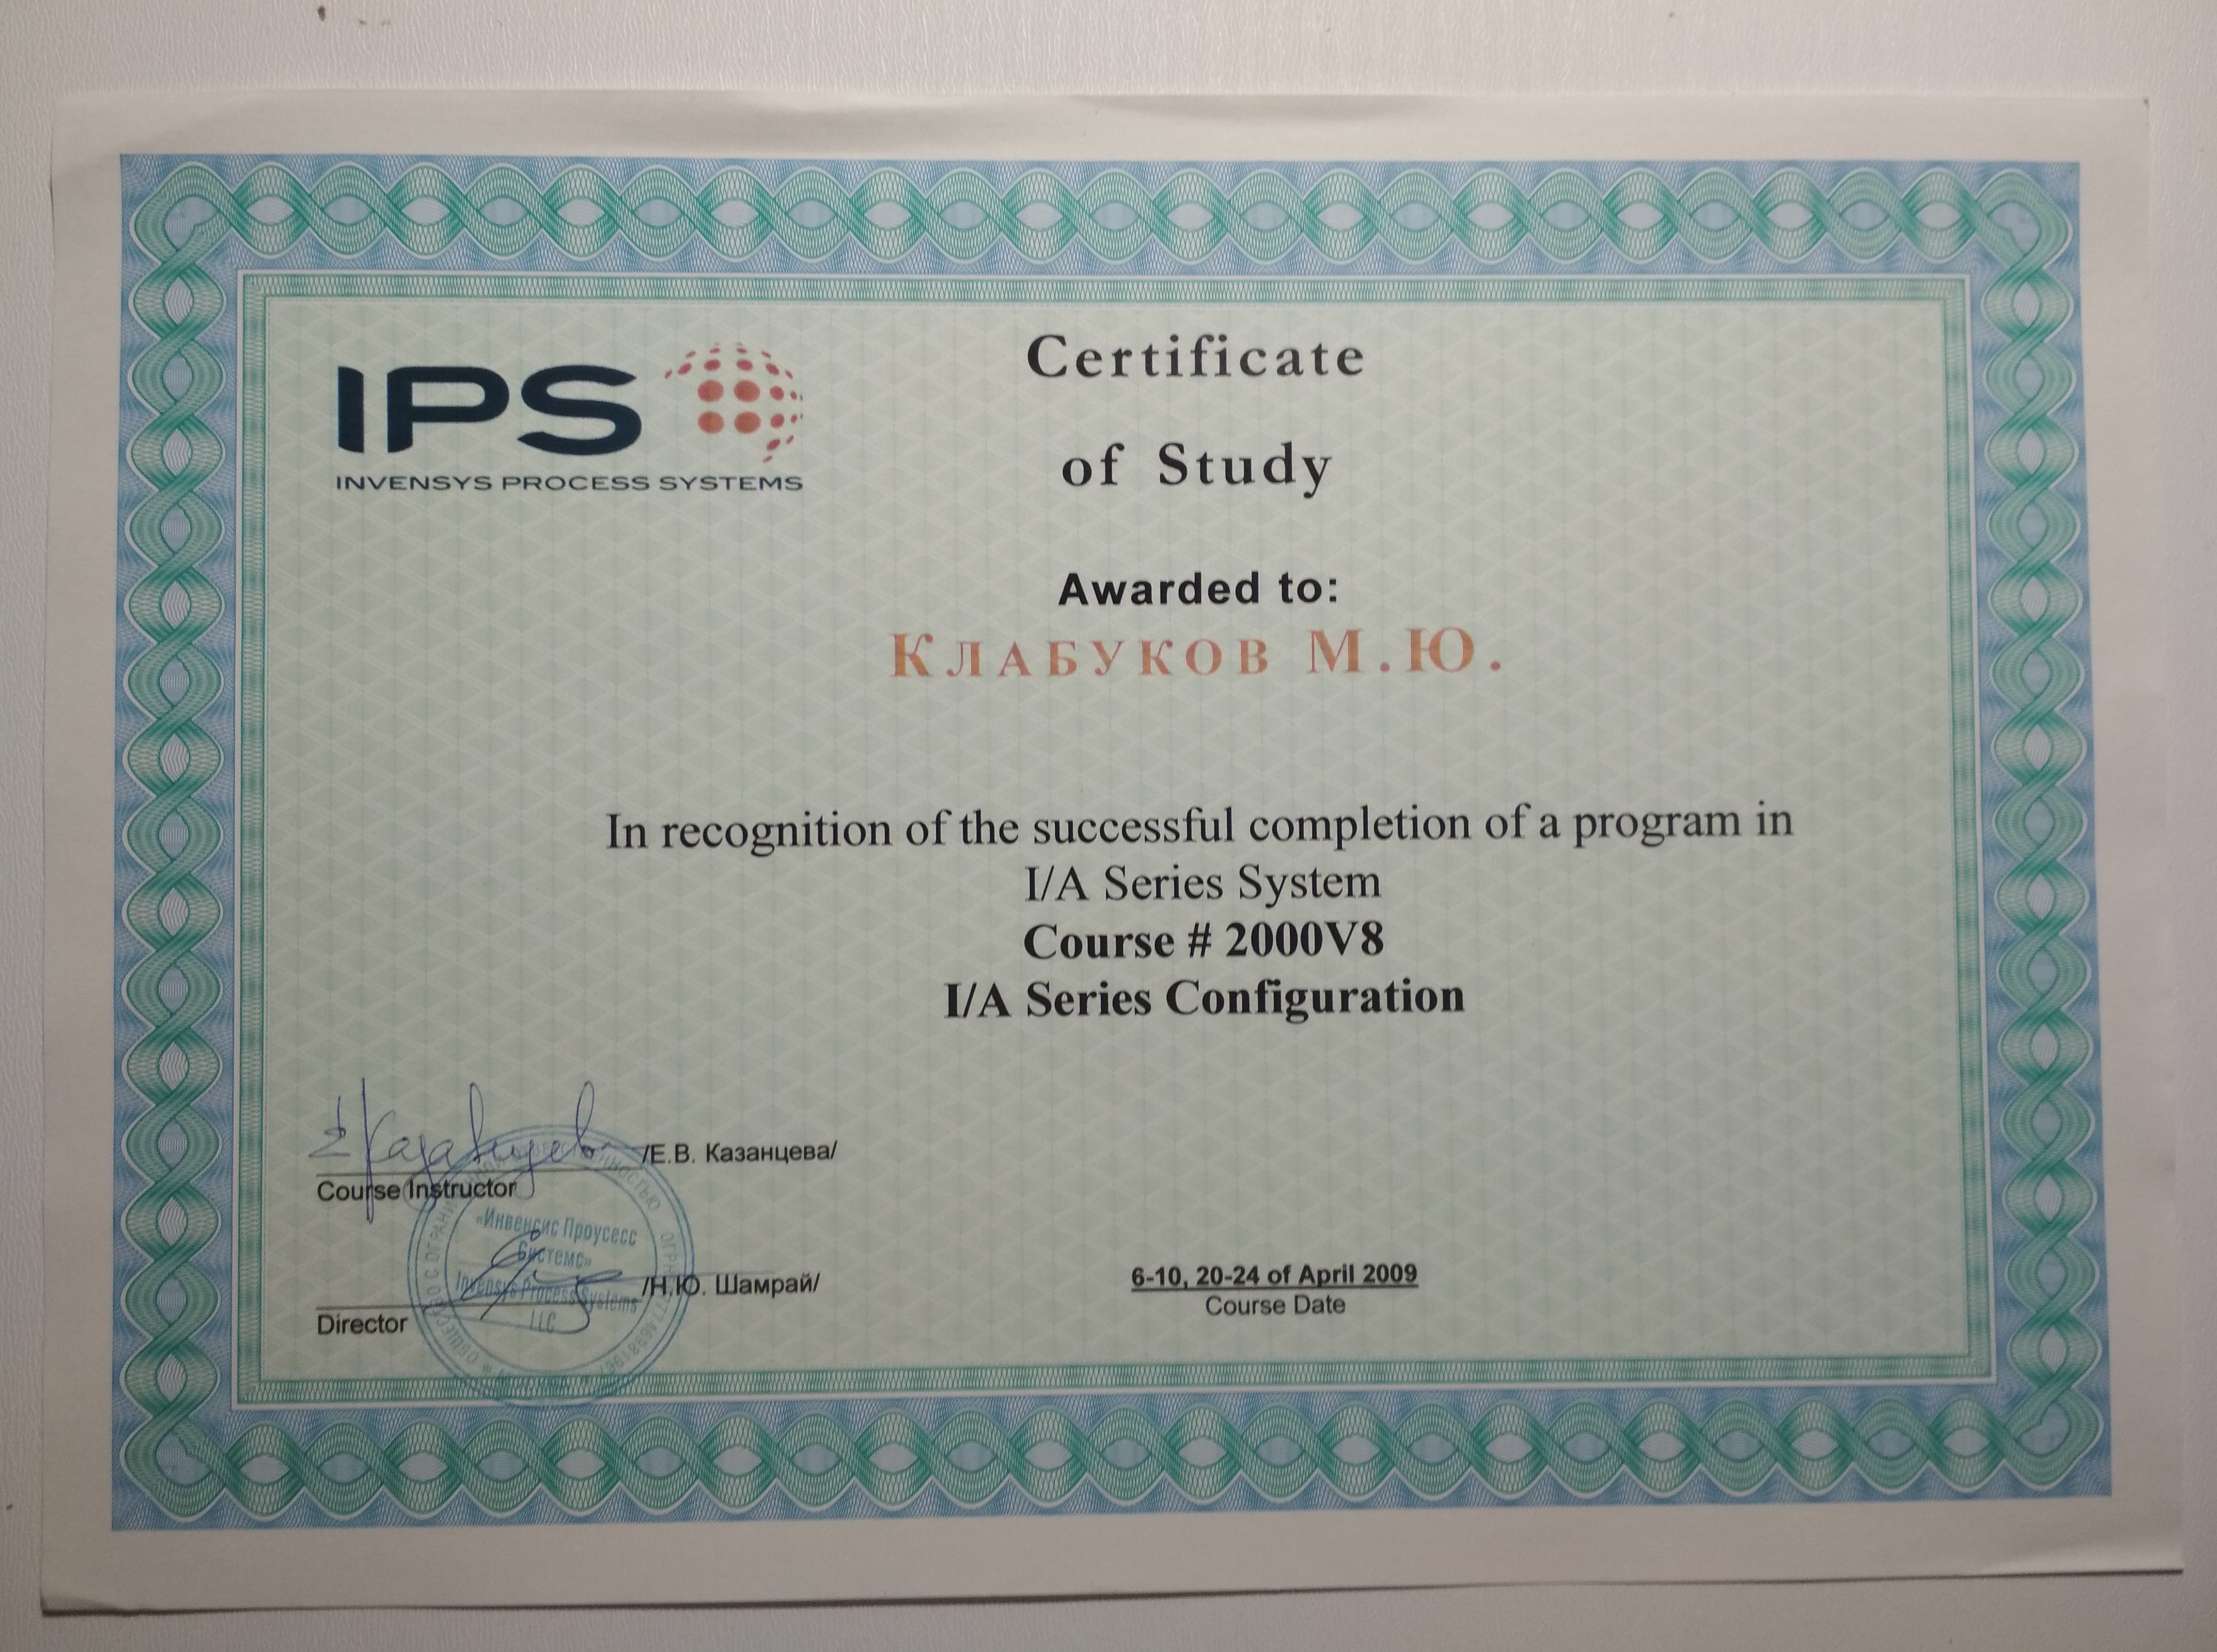 IPS
INVENSYS PROCESS SYSTEMS
Certificate
of Study
Awarded to:
КЛАБУКОВ М.Ю.
In recognition of the successful completion of a program in
I/A Series System
Course # 2000V8
I/A Series Configuration
/Е.В. Казанцева/
Course Instructor
«Инвенсис Проусесс
Системс»
Invensys Process Systems
LLC
/Н.Ю. Шамрай/
Director
6-10, 20-24 of April 2009
Course Date